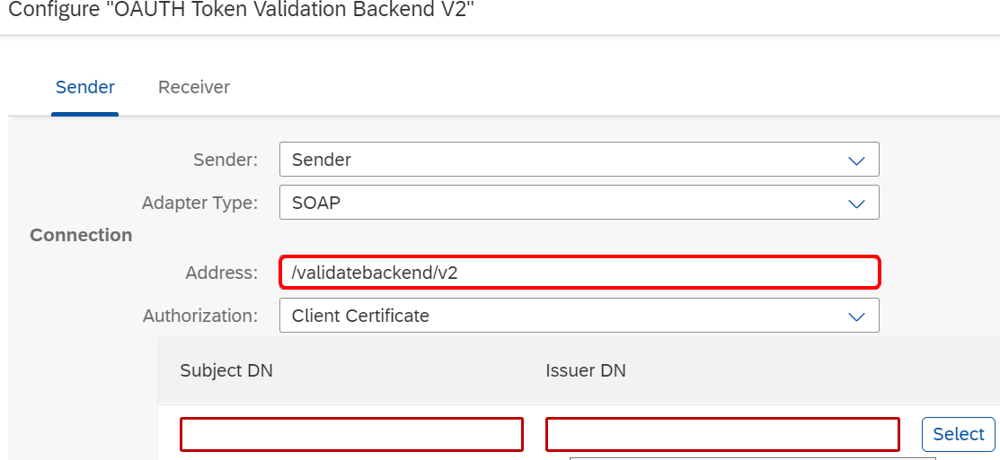 Configure "OAUTH Token Validation Backend V2"
Sender Receiver
Sender: Sender
Adapter Type: SOAP
Connection
Address: /validatebackend/v2
Authorization: Client Certificate
Subject DN Issuer DN
Select